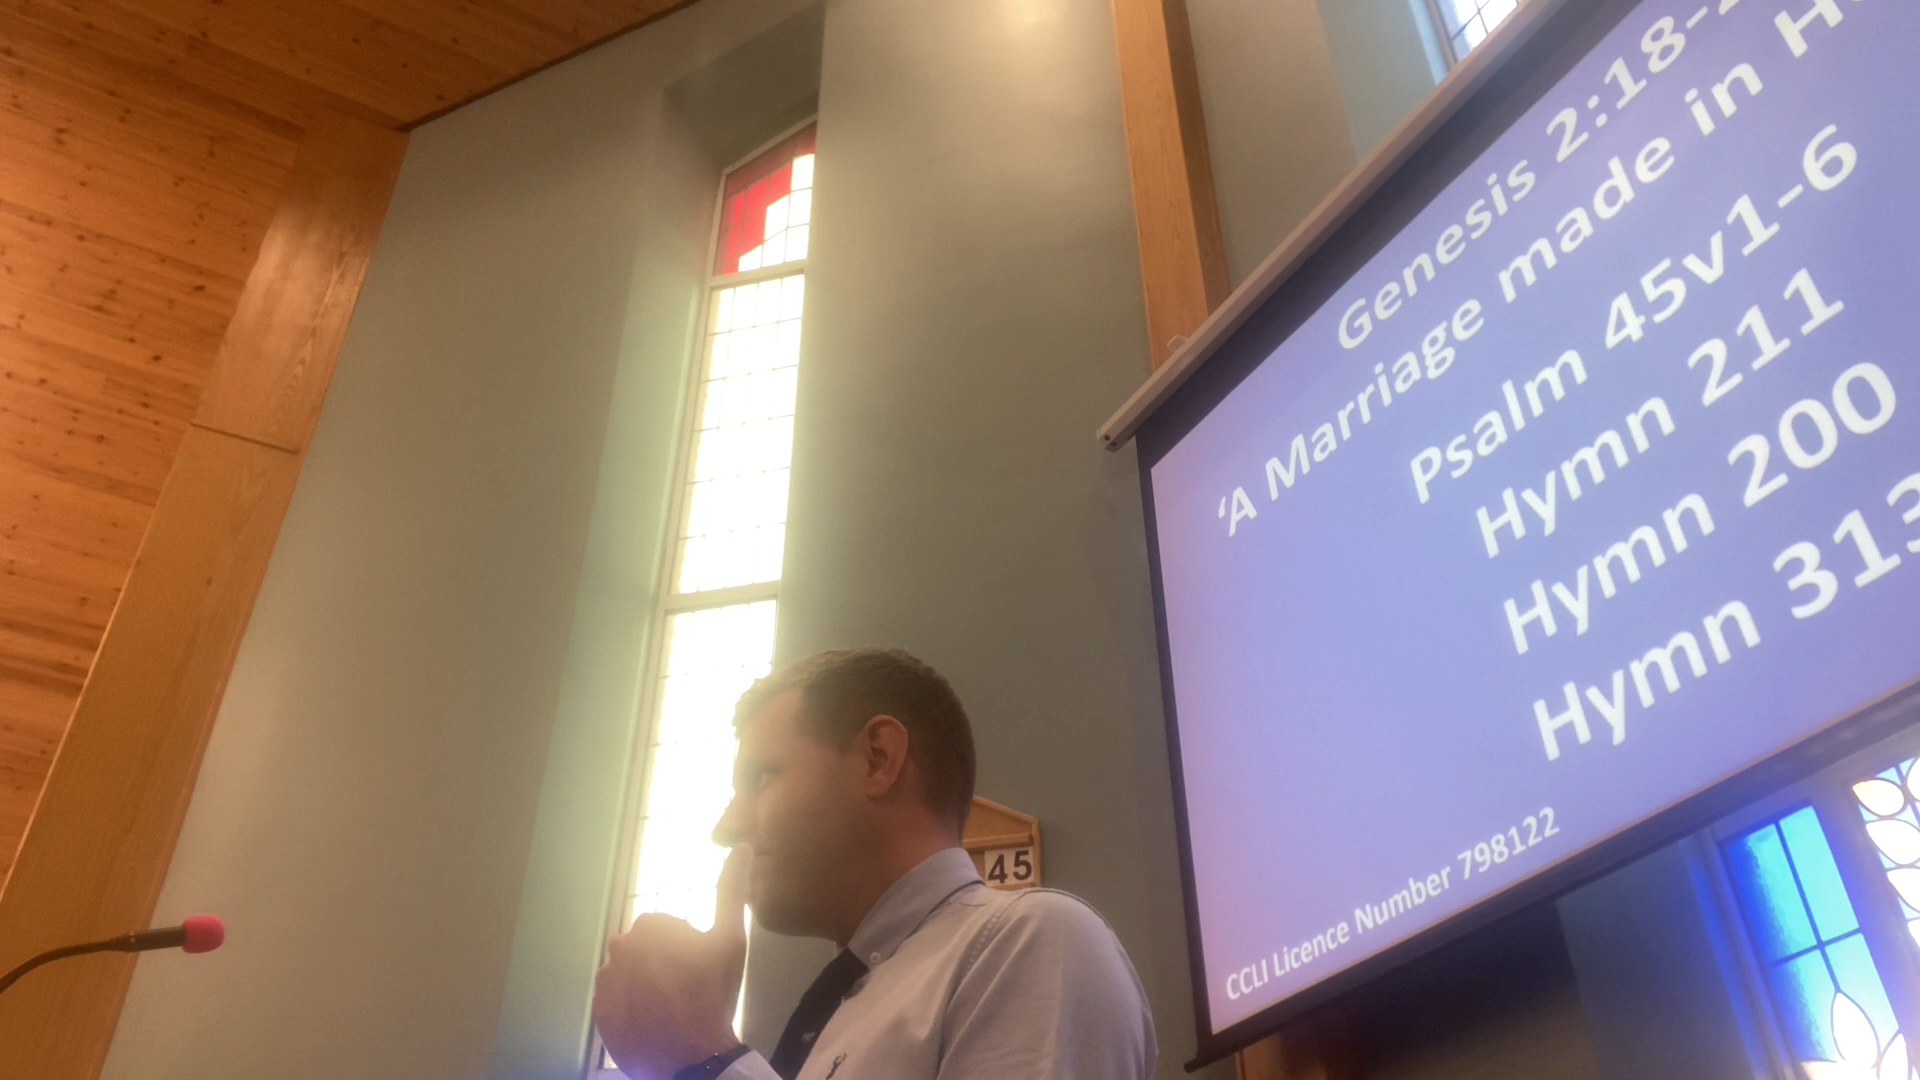 Genesis 2:18-
‘A Marriage made in
Psalm 45v1-6
Hymn 211
Hymn 200
Hymn 313
CCLI Licence Number 798122
45